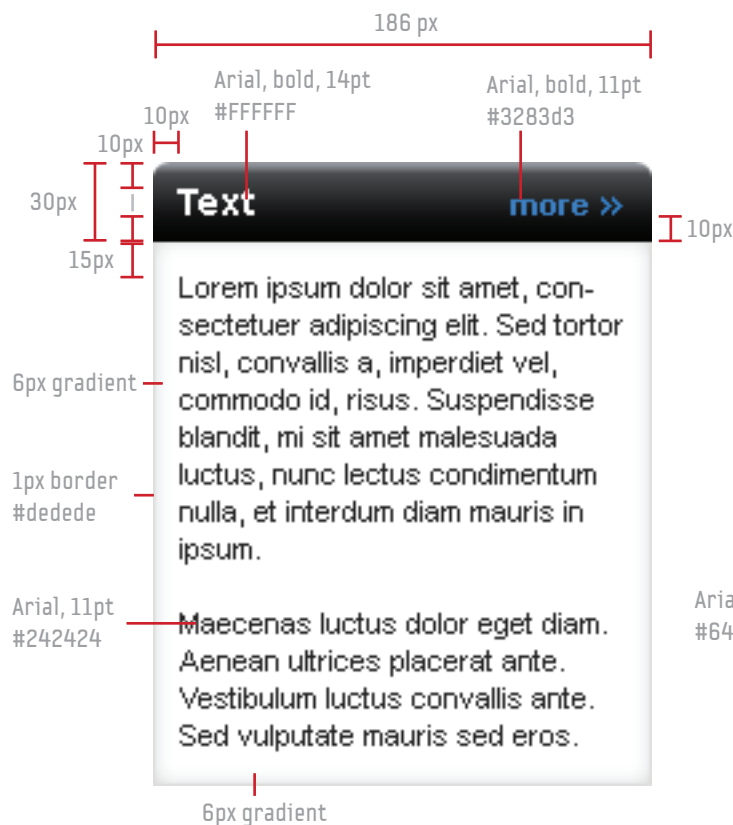 186 px
Arial, bold, 14pt
#FFFFFF
Arial, bold, 11pt
#3283d3
10px
10px
30px
Text
more »
10px
15px
Lorem ipsum dolor sit amet, con-
sectetuer adipiscing elit. Sed tortor
nisl, convallis a, imperdiet vel,
commodo id, risus. Suspendisse
blandit, mi sit amet malesuada
luctus, nunc lectus condimentum
nulla, et interdum diam mauris in
ipsum.
6px gradient
1px border
#dedede
Arial, 11pt
#242424
Maecenas luctus dolor eget diam.
Aenean ultrices placerat ante.
Vestibulum luctus convallis ante.
Sed vulputate mauris sed eros.
Aria
#64
6px gradient